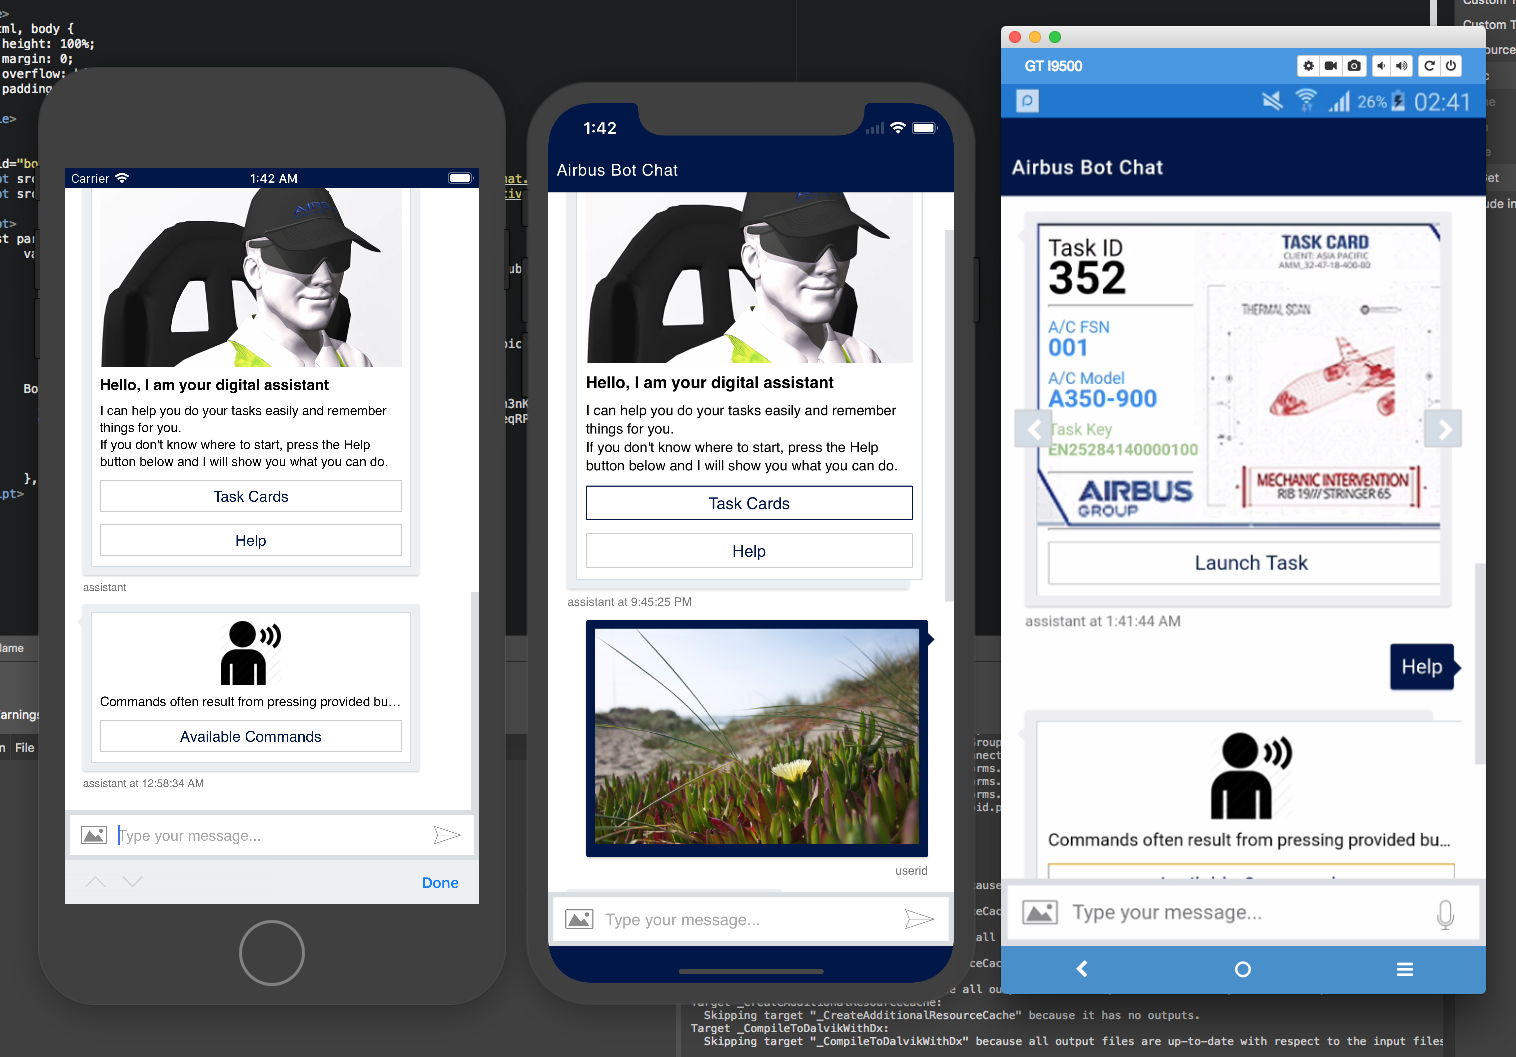 ml, body {
height: 100%;
margin: 0;
overflow:
padding
Carrier
1:42 AM
AIRBUS
Hello, I am your digital assistant
I can help you do your tasks easily and remember
things for you.
If you don't know where to start, press the Help
button below and I will show you what you can do.
Task Cards
Help
assistant
Commands often result from pressing provided bu...
Available Commands
assistant at 12:58:34 AM
Type your message...
Done
1:42
Airbus Bot Chat
Hello, I am your digital assistant
I can help you do your tasks easily and remember
things for you.
If you don't know where to start, press the Help
button below and I will show you what you can do.
Task Cards
Help
assistant at 9:45:25 PM
userid
Type your message...
GT I9500
26%
02:41
Airbus Bot Chat
Task ID
352
TASK CARD
CLIENT: ASIA PACIFIC
AMM_32-47-18-400-80
THERMAL SCAN
A/C FSN
001
A/C Model
A350-900
Task Key
EN25284140000100
AIRBUS
GROUP
MECHANIC INTERVENTION
RIB 19/// STRINGER 65
Launch Task
assistant at 1:41:44 AM
Help
Commands often result from pressing provided bu...
Type your message...
Custom T
File
Target _CreateAdditionalResourceCache:
Skipping target "_CreateAdditionalResourceCache" because it has no outputs.
Target _CompileToDalvikWithDx:
Skipping target "_CompileToDalvikWithDx" because all output files are up-to-date with respect to the input files